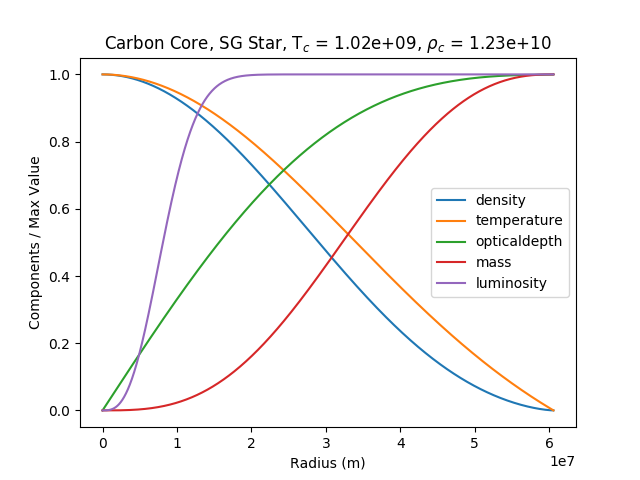 Carbon Core, SG Star, T_c = 1.02e+09, ρ_c = 1.23e+10
Components / Max Value
1.0
0.8
0.6
0.4
0.2
0.0
density
temperature
opticaldepth
mass
luminosity
0 1 2 3 4 5 6
1e7
Radius (m)